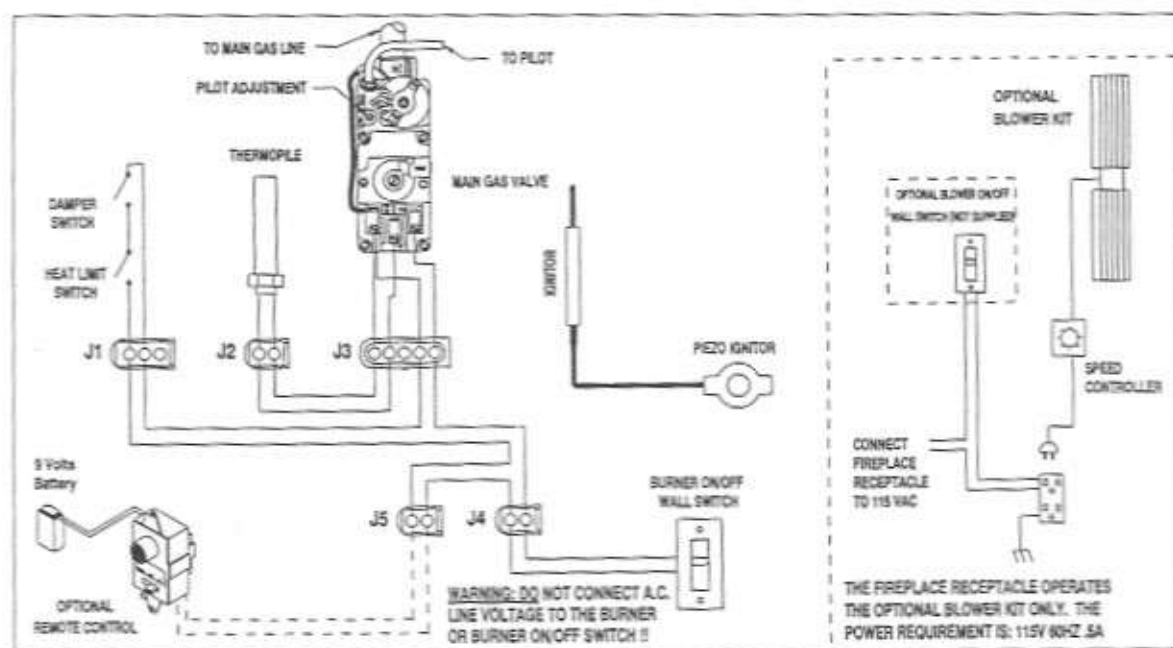 TO MAIN GAS LINE
TO PILOT
PILOT ADJUSTMENT
THERMOPILE
MAIN GAS VALVE
DAMPER
SWITCH
HEAT LIMIT
SWITCH
J1
J2
J3
IGNITOR
PIEZO IGNITOR
9 Volts
Battery
J5
J4
BURNER ON/OFF
WALL SWITCH
OPTIONAL
REMOTE CONTROL
WARNING: DO NOT CONNECT A.C.
LINE VOLTAGE TO THE BURNER
OR BURNER ON/OFF SWITCH !!
OPTIONAL
BLOWER KIT
OPTIONAL BLOWER ON/OFF
WALL SWITCH (NOT SUPPLIED)
SPEED
CONTROLLER
CONNECT
FIREPLACE
RECEPTACLE
TO 115 VAC
THE FIREPLACE RECEPTACLE OPERATES
THE OPTIONAL BLOWER KIT ONLY. THE
POWER REQUIREMENT IS: 115V 60HZ .5A